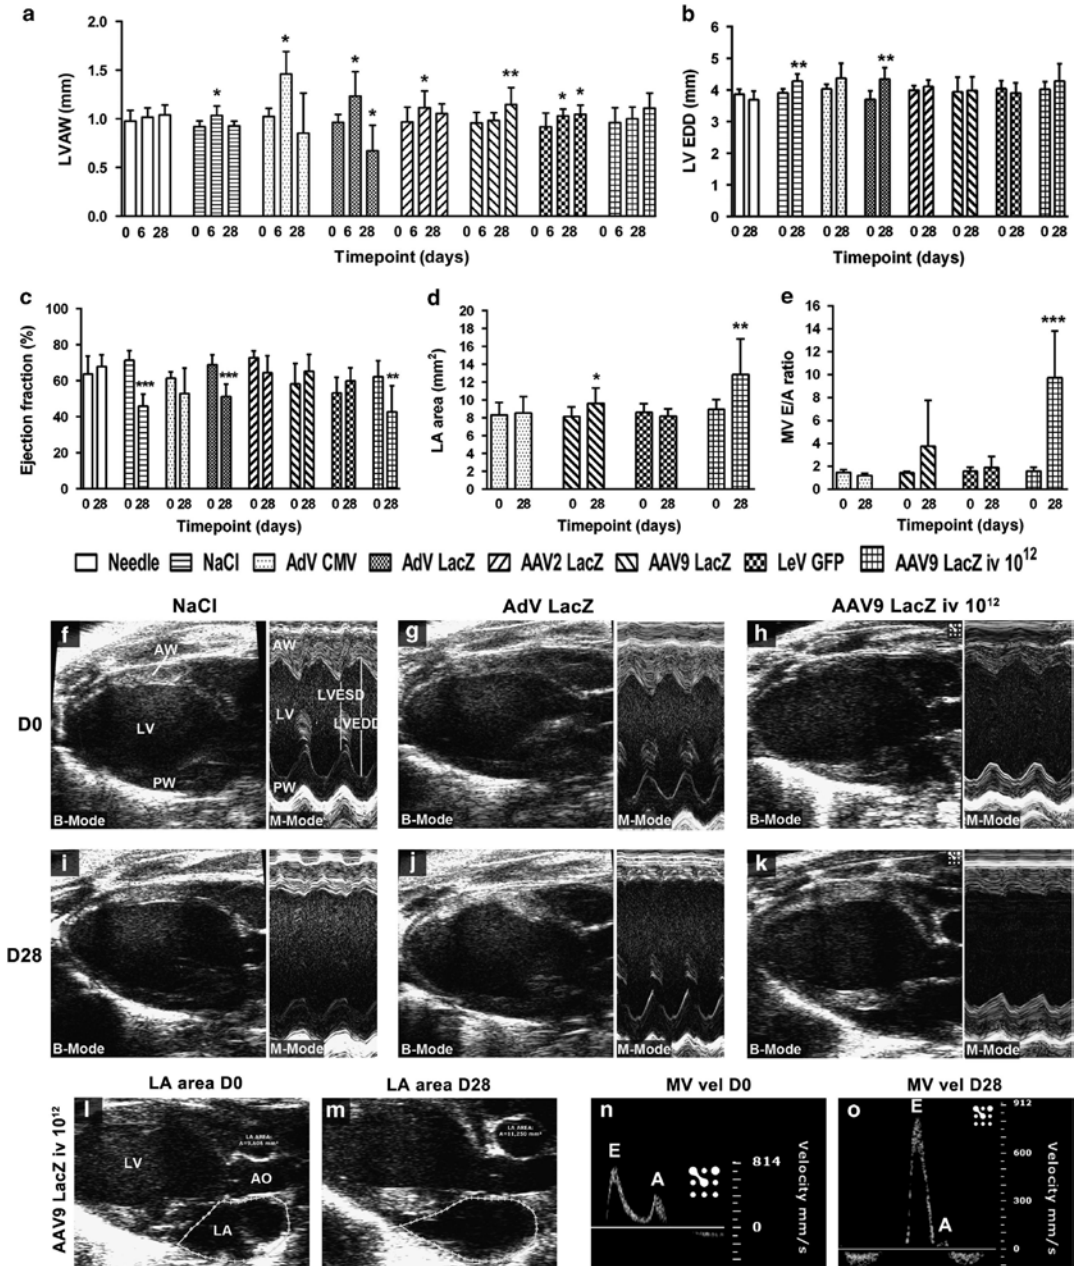 a
LVAW (mm)
2.0
1.5
1.0
0.5
0.0
* * * * * ** * *
0 6 28 0 6 28 0 6 28 0 6 28 0 6 28 0 6 28 0 6 28 0 6 28
Timepoint (days)
b
LV EDD (mm)
6
5
4
3
2
1
0
** **
0 28 0 28 0 28 0 28 0 28 0 28 0 28 0 28
Timepoint (days)
c
Ejection fraction (%)
100
80
60
40
20
0
*** *** **
0 28 0 28 0 28 0 28 0 28 0 28 0 28 0 28
Timepoint (days)
d
LA area (mm²)
20
18
16
14
12
10
8
6
4
2
0
* **
0 28 0 28 0 28 0 28
Timepoint (days)
e
MV E/A ratio
16
14
12
10
8
6
4
2
0
***
0 28 0 28 0 28 0 28
Timepoint (days)
Needle NaCl AdV CMV AdV LacZ AAV2 LacZ AAV9 LacZ LeV GFP AAV9 LacZ iv 10¹²
NaCl AdV LacZ AAV9 LacZ iv 10¹²
D0
f
AW
LV
PW
B-Mode
AW
LVESD
LV
LVEDD
PW
M-Mode
g
B-Mode M-Mode
h
B-Mode M-Mode
D28
i
B-Mode M-Mode
j
B-Mode M-Mode
k
B-Mode M-Mode
LA area D0 LA area D28 MV vel D0 MV vel D28
AAV9 LacZ iv 10¹²
l
LV
LA AREA:
AO
LA
m
LA AREA:
n
E
A
814
0
Velocity mm/s
o
E
A
912
600
300
0
Velocity mm/s